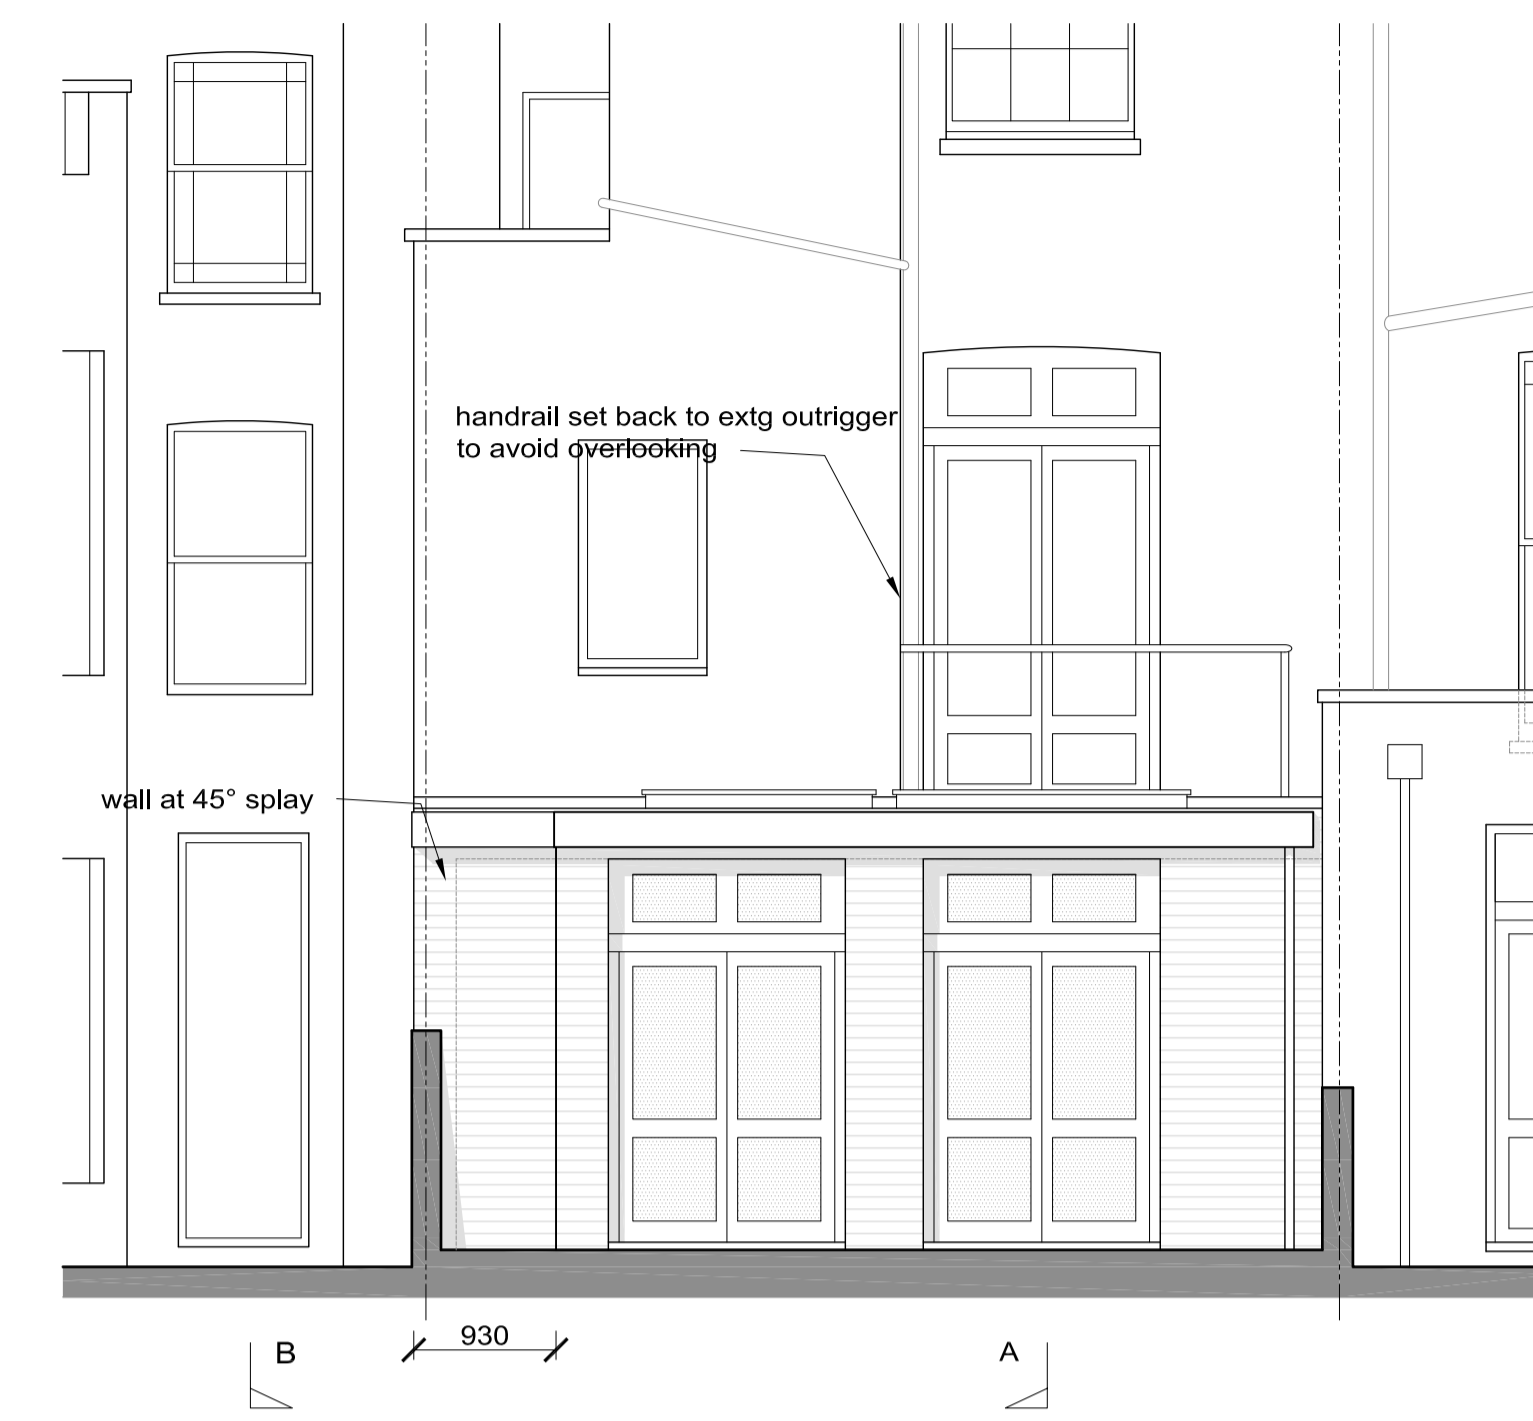 handrail set back to extg outrigger
to avoid overlooking
wall at 45° splay
930
B
A